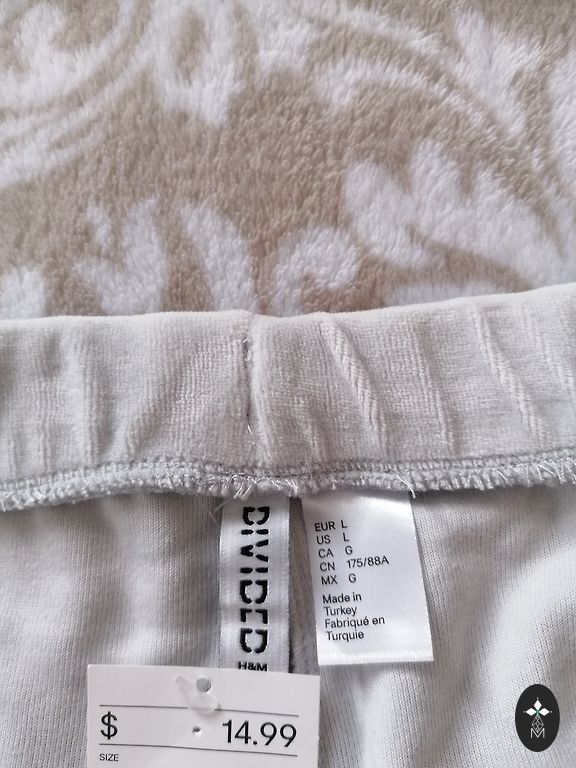 DIVIDED
H&M
EUR L
US L
CA G
CN 175/88A
MX G
Made in
Turkey
Fabriqué en
Turquie
$ 14.99
SIZE
M